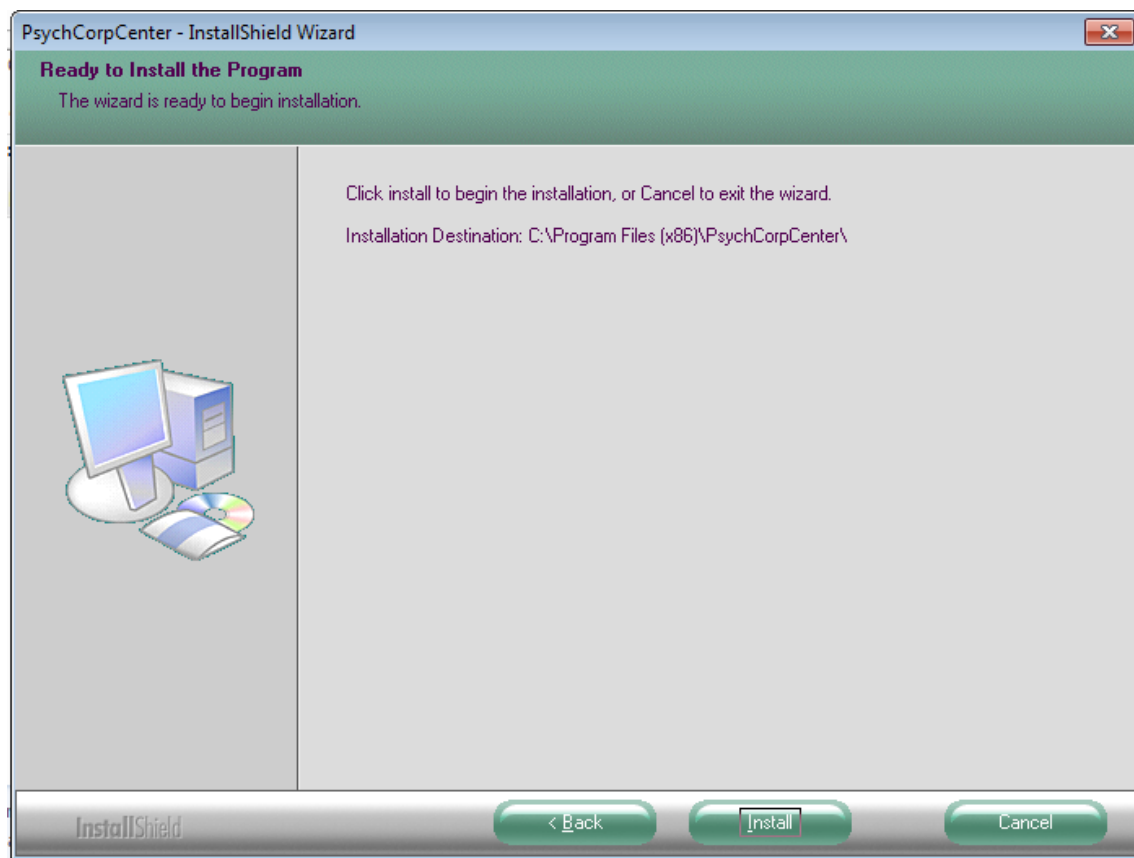 PsychCorpCenter - InstallShield Wizard
Ready to Install the Program
The wizard is ready to begin installation.
Click install to begin the installation, or Cancel to exit the wizard.
Installation Destination: C:\Program Files (x86)\PsychCorpCenter\
InstallShield
< Back
Install
Cancel